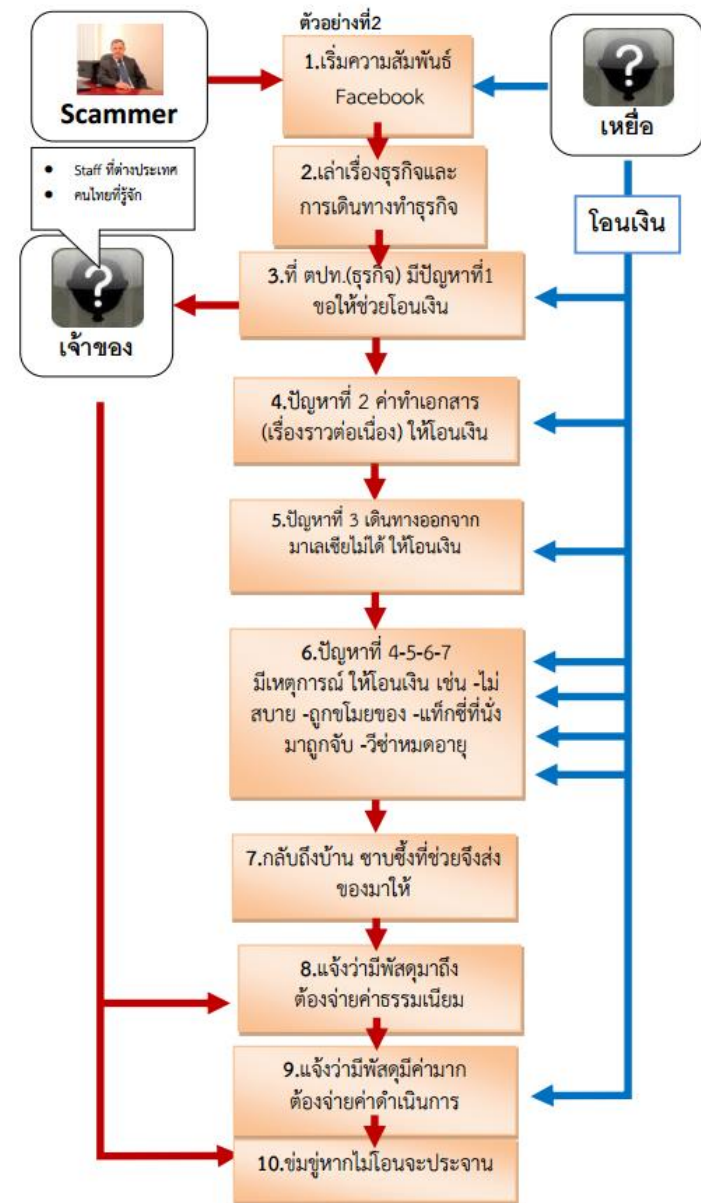 ตัวอย่างที่2
Scammer
1.เริ่มความสัมพันธ์
Facebook
เหยื่อ
• Staff ที่ต่างประเทศ
• คนไทยที่รู้จัก
2.เล่าเรื่องธุรกิจและ
การเดินทางทำธุรกิจ
โอนเงิน
เจ้าของ
3.ที่ ตปท.(ธุรกิจ) มีปัญหาที่1
ขอให้ช่วยโอนเงิน
4.ปัญหาที่ 2 ค่าทำเอกสาร
(เรื่องราวต่อเนื่อง) ให้โอนเงิน
5.ปัญหาที่ 3 เดินทางออกจาก
มาเลเซียไม่ได้ ให้โอนเงิน
6.ปัญหาที่ 4-5-6-7
มีเหตุการณ์ ให้โอนเงิน เช่น -ไม่
สบาย -ถูกขโมยของ -แท็กซี่ที่นั่ง
มาถูกจับ -วีซ่าหมดอายุ
7.กลับถึงบ้าน ซาบซึ้งที่ช่วยจึงส่ง
ของมาให้
8.แจ้งว่ามีพัสดุมาถึง
ต้องจ่ายค่าธรรมเนียม
9.แจ้งว่ามีพัสดุมีค่ามาก
ต้องจ่ายค่าดำเนินการ
10.ข่มขู่หากไม่โอนจะประจาน